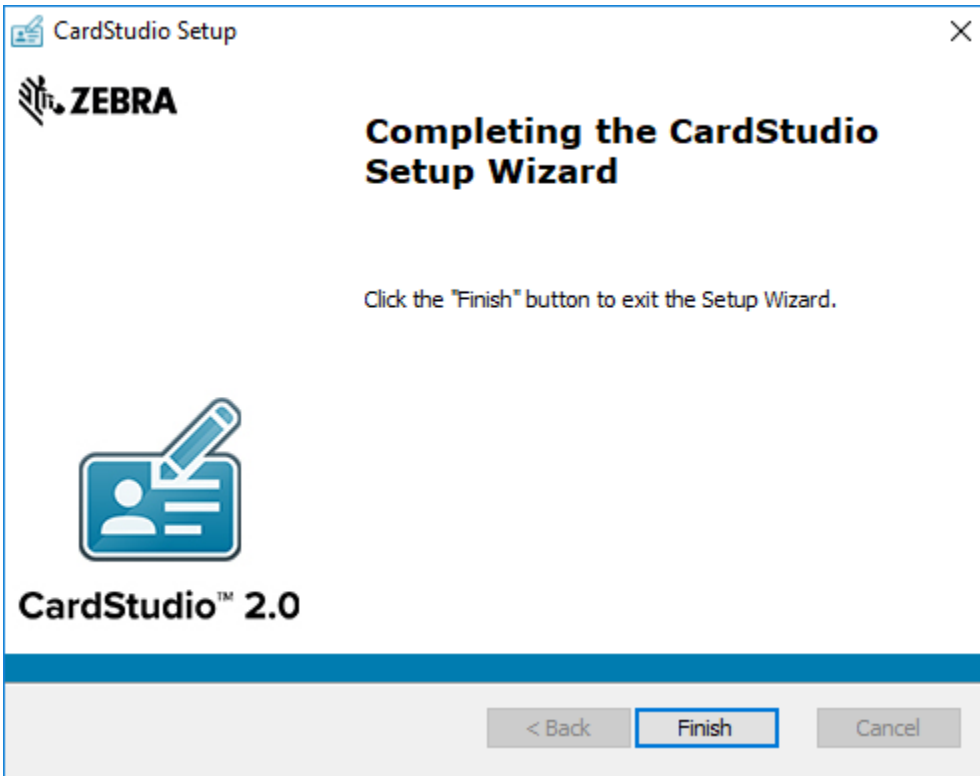 CardStudio Setup
ZEBRA
Completing the CardStudio
Setup Wizard
Click the "Finish" button to exit the Setup Wizard.
CardStudio™ 2.0
< Back
Finish
Cancel